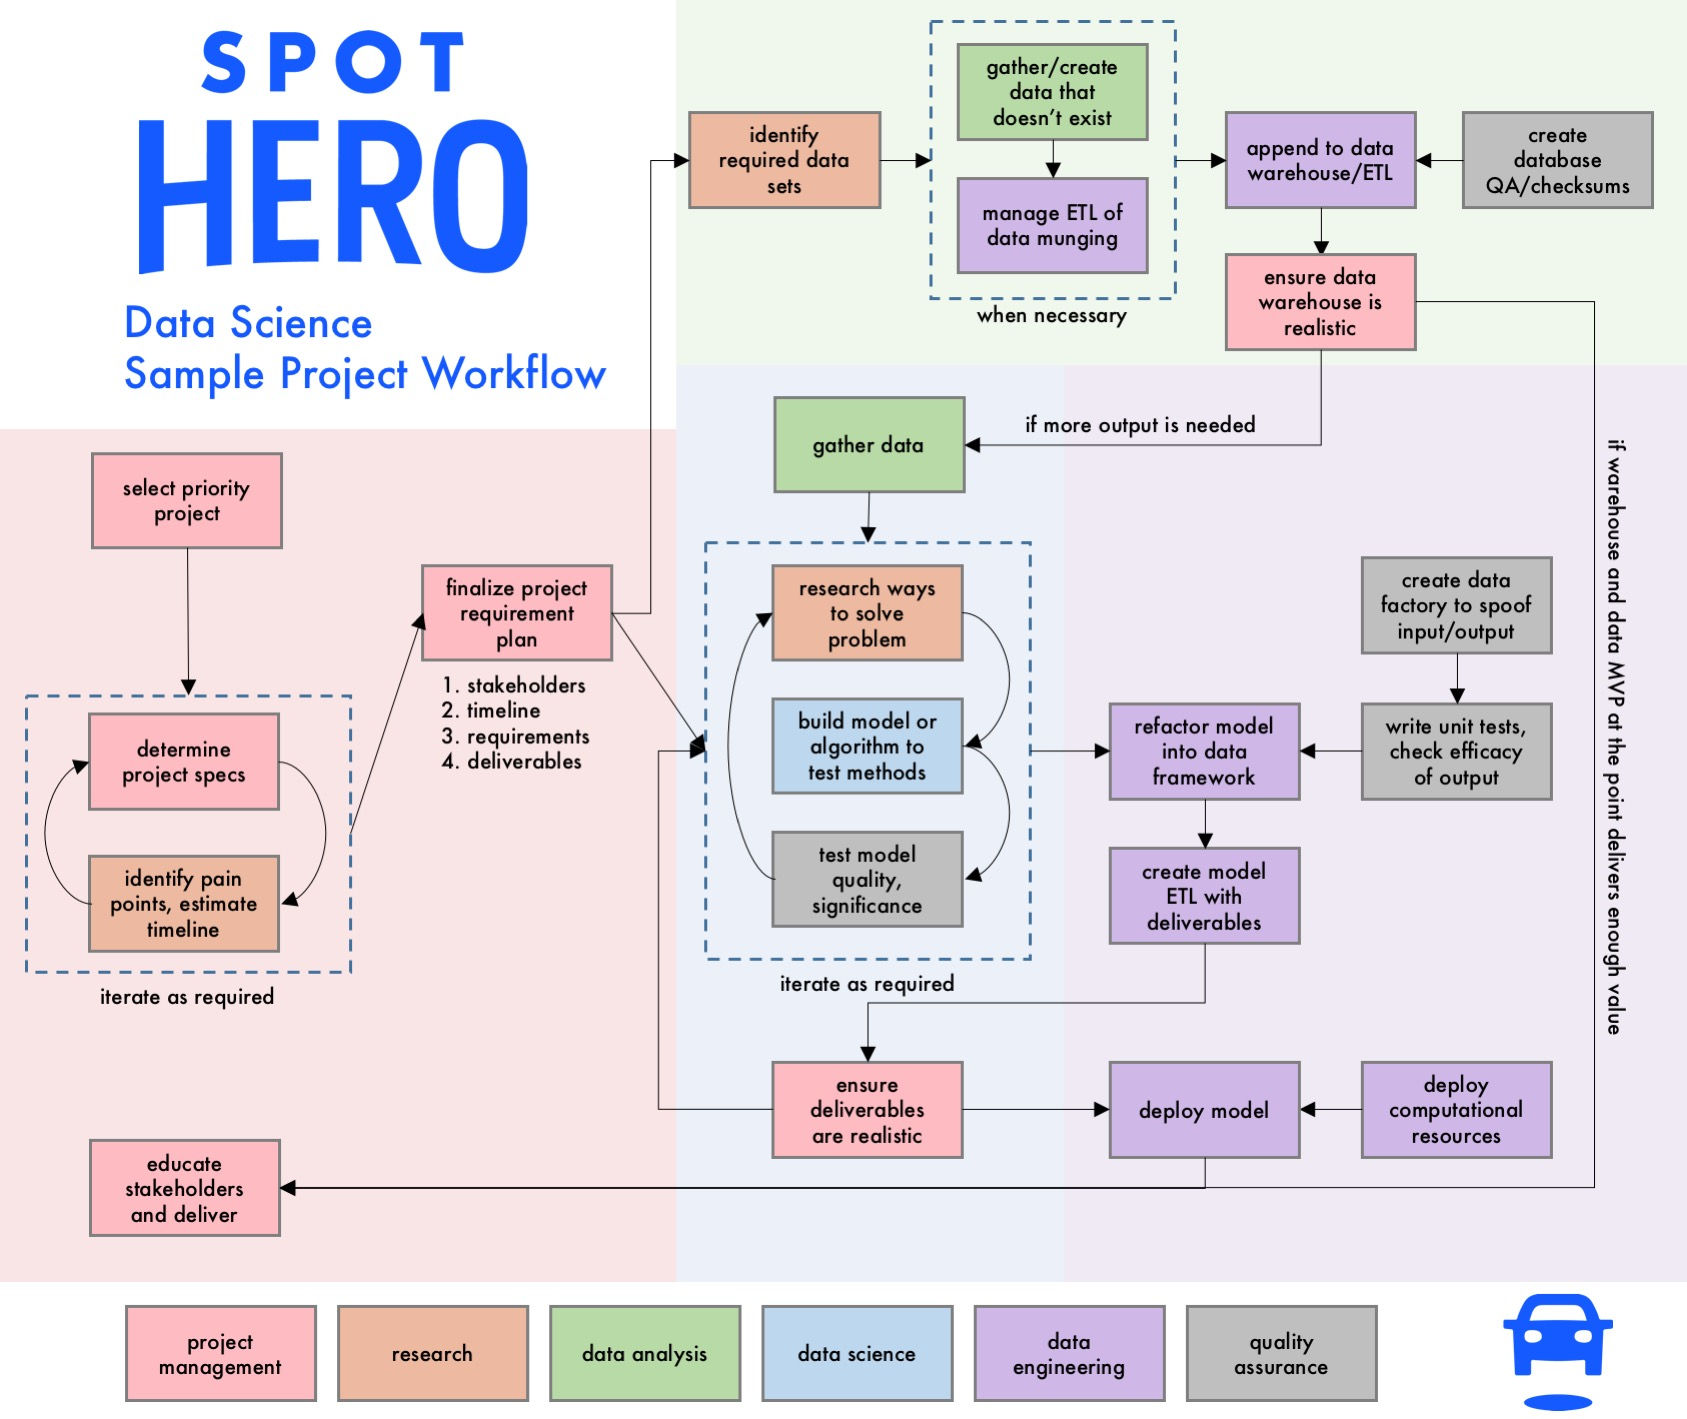 SPOT
HERO
Data Science
Sample Project Workflow
gather/create
data that
doesn't exist
identify
required data
sets
manage ETL of
data munging
when necessary
append to data
warehouse/ETL
create
database
QA/checksums
ensure data
warehouse is
realistic
if more output is needed
gather data
if warehouse and data MVP at the point delivers enough value
select priority
project
finalize project
requirement
plan
1. stakeholders
2. timeline
3. requirements
4. deliverables
determine
project specs
identify pain
points, estimate
timeline
iterate as required
research ways
to solve
problem
build model or
algorithm to
test methods
test model
quality,
significance
iterate as required
create data
factory to spoof
input/output
refactor model
into data
framework
write unit tests,
check efficacy
of output
create model
ETL with
deliverables
ensure
deliverables
are realistic
deploy model
deploy
computational
resources
educate
stakeholders
and deliver
project
management
research
data analysis
data science
data
engineering
quality
assurance